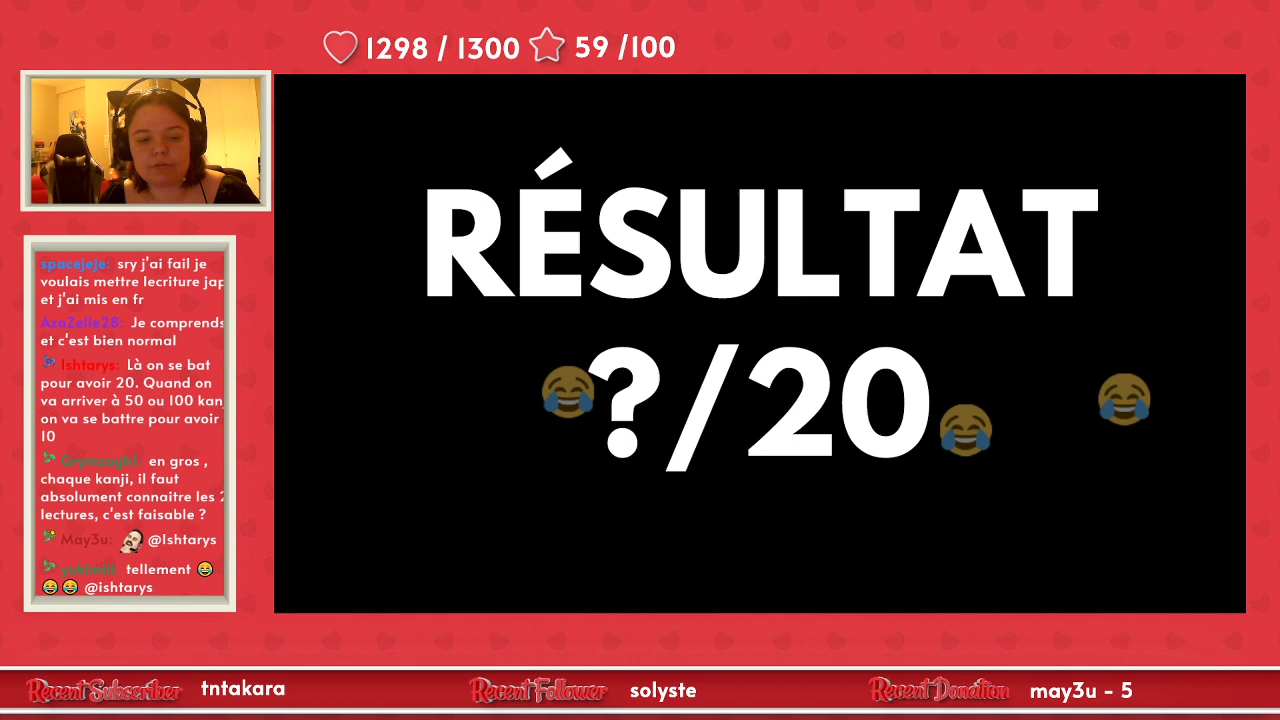 1298 / 1300 59 /100
RÉSULTAT
?/20
spacejeje: sry j'ai fail je
voulais mettre lecriture jap
et j'ai mis en fr
AzaZelle28: Je comprends
et c'est bien normal
Ishtarys: Là on se bat
pour avoir 20. Quand on
va arriver à 50 ou 100 kanj
on va se battre pour avoir
10
en gros ,
chaque kanji, il faut
absolument connaitre les 2
lectures, c'est faisable ?
May3u: @Ishtarys
tellement 😂
😂😂 @ishtarys
Recent Subscriber tntakara Recent Follower solyste Recent Donation may3u - 5